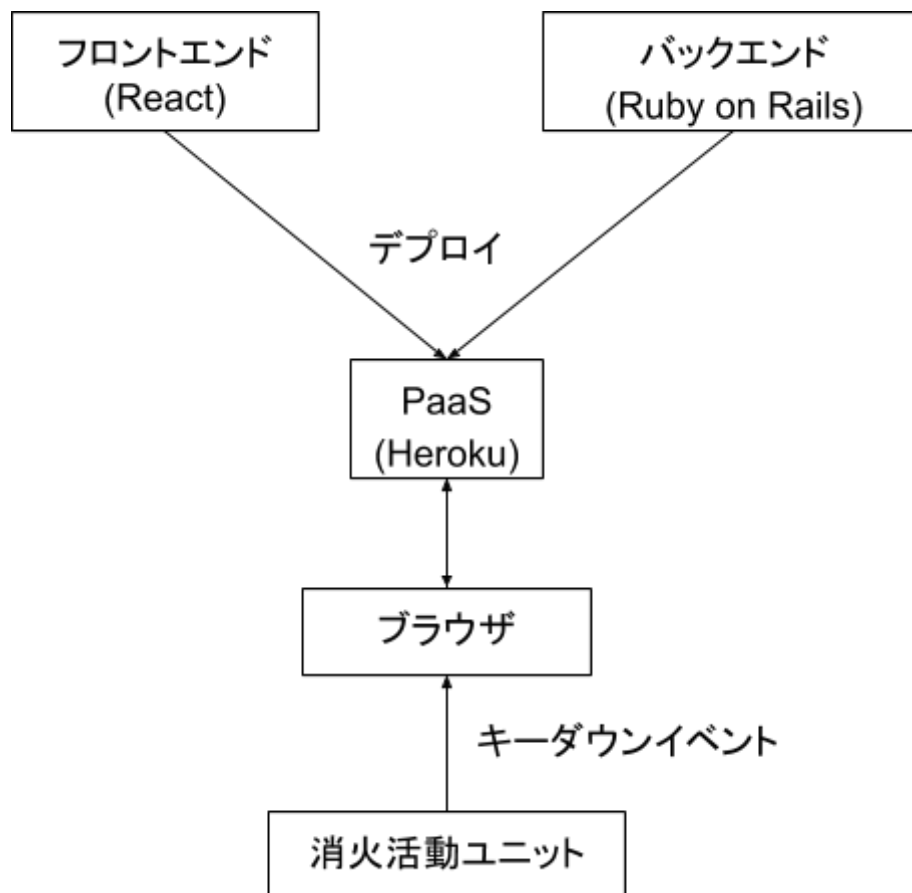 フロントエンド
(React)
バックエンド
(Ruby on Rails)
デプロイ
PaaS
(Heroku)
ブラウザ
キーダウンイベント
消火活動ユニット